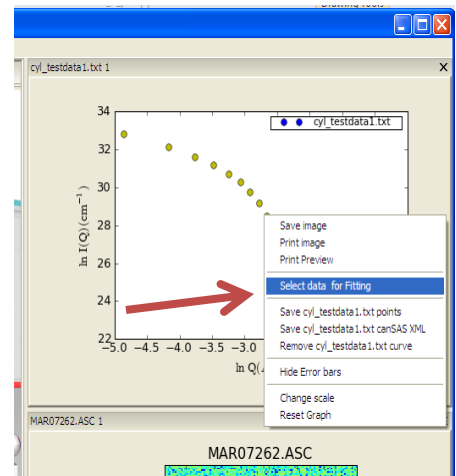 cyl_testdata1.txt 1 X
cyl_testdata1.txt
34
32
30
28
26
24
22
ln I(Q)(cm⁻¹)
−5.0 −4.5 −4.0 −3.5 −3.0
ln Q(
Save image
Print image
Print Preview
Select data for Fitting
Save cyl_testdata1.txt points
Save cyl_testdata1.txt canSAS XML
Remove cyl_testdata1.txt curve
Hide Error bars
Change scale
Reset Graph
MAR07262.ASC 1
MAR07262.ASC